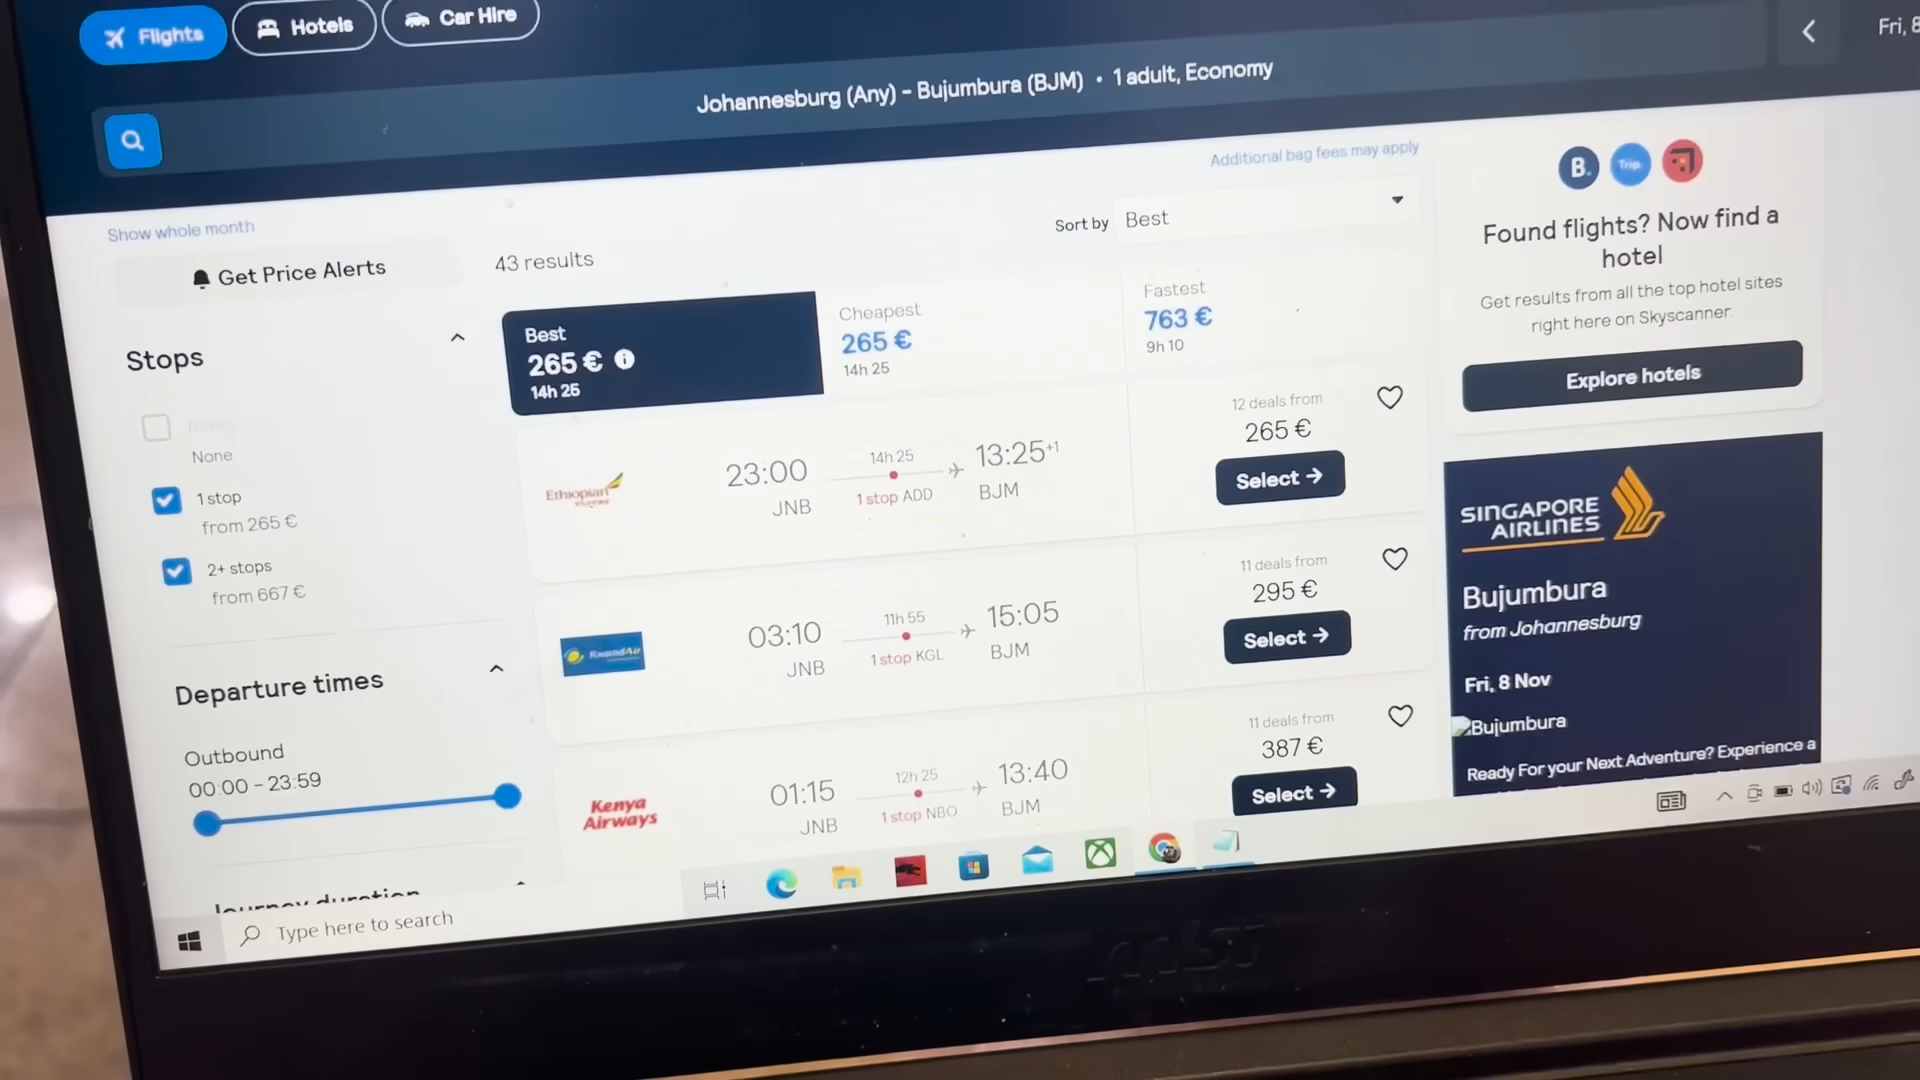 Flights
Hotels
Car Hire
Fri, 8
Johannesburg (Any) - Bujumbura (BJM) • 1 adult, Economy
Additional bag fees may apply
Show whole month
Get Price Alerts
43 results
Sort by
Best
Stops
Direct
None
1 stop
from 265 €
2+ stops
from 667 €
Departure times
Outbound
00:00 - 23:59
Journey duration
Best
265 €
14h 25
Cheapest
265 €
14h 25
Fastest
763 €
9h 10
Ethiopian
23:00
JNB
14h 25
1 stop ADD
13:25+1
BJM
12 deals from
265 €
Select →
RwandAir
03:10
JNB
11h 55
1 stop KGL
15:05
BJM
11 deals from
295 €
Select →
Kenya
Airways
01:15
JNB
12h 25
1 stop NBO
13:40
BJM
11 deals from
387 €
Select →
B.
Trip
Found flights? Now find a
hotel
Get results from all the top hotel sites
right here on Skyscanner.
Explore hotels
SINGAPORE
AIRLINES
Bujumbura
from Johannesburg
Fri, 8 Nov
Bujumbura
Ready For your Next Adventure? Experience a
Type here to search
msi